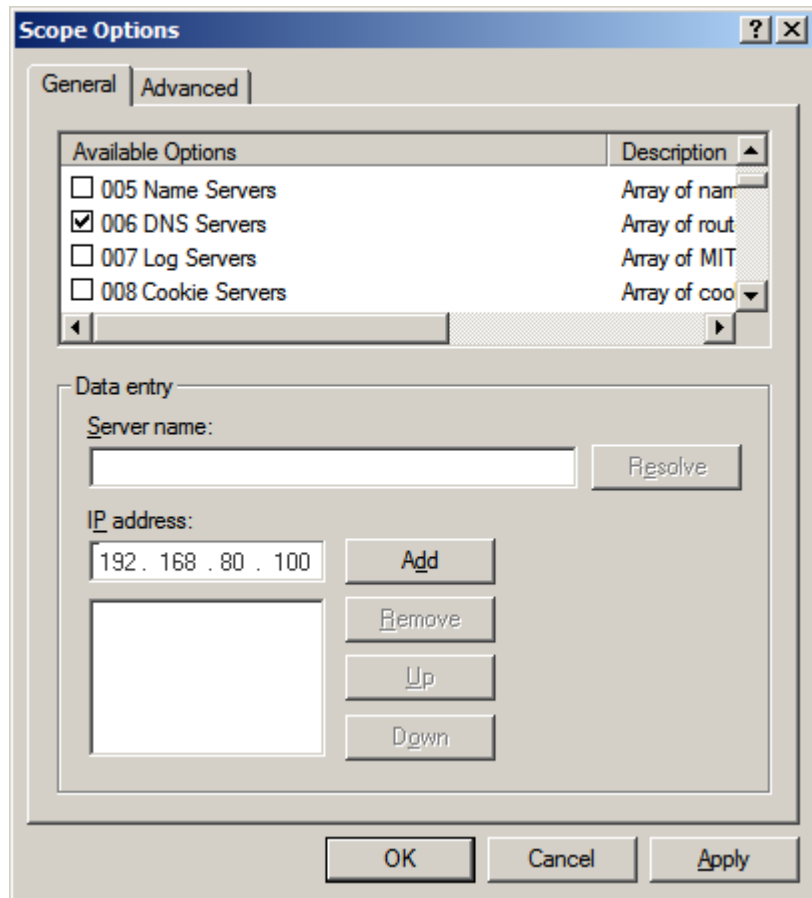 Scope Options
General Advanced
Available Options Description
005 Name Servers Array of nam
006 DNS Servers Array of rout
007 Log Servers Array of MIT
008 Cookie Servers Array of coo
Data entry
Server name:
Resolve
IP address:
192 . 168 . 80 . 100 Add
Remove
Up
Down
OK Cancel Apply